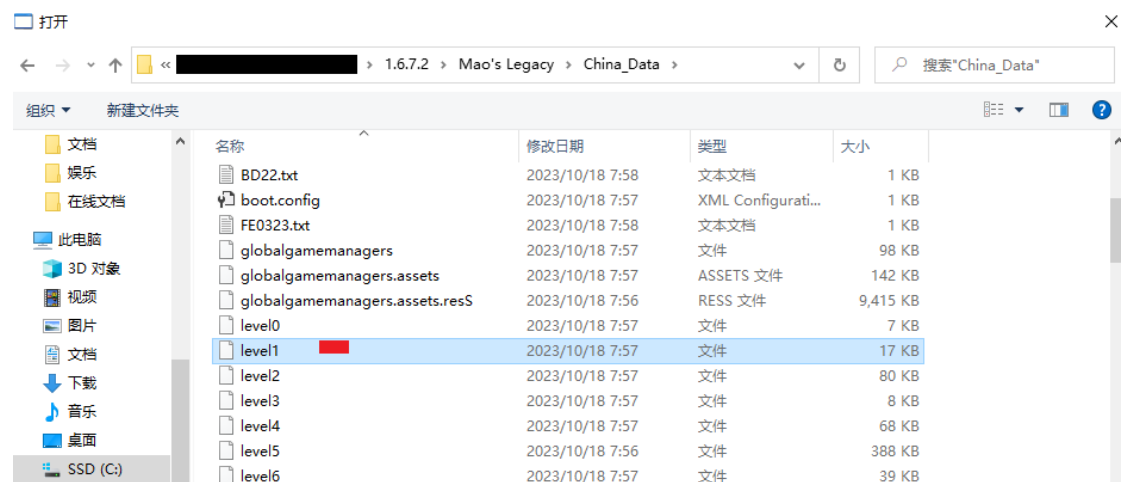 打开
« › 1.6.7.2 › Mao's Legacy › China_Data ›
搜索"China_Data"
组织 新建文件夹
文档
娱乐
在线文档
此电脑
3D 对象
视频
图片
文档
下载
音乐
桌面
SSD (C:)
名称 修改日期 类型 大小
BD22.txt 2023/10/18 7:58 文本文档 1 KB
boot.config 2023/10/18 7:57 XML Configurati... 1 KB
FE0323.txt 2023/10/18 7:58 文本文档 1 KB
globalgamemanagers 2023/10/18 7:57 文件 98 KB
globalgamemanagers.assets 2023/10/18 7:57 ASSETS 文件 142 KB
globalgamemanagers.assets.resS 2023/10/18 7:56 RESS 文件 9,415 KB
level0 2023/10/18 7:57 文件 7 KB
level1 2023/10/18 7:57 文件 17 KB
level2 2023/10/18 7:57 文件 80 KB
level3 2023/10/18 7:57 文件 8 KB
level4 2023/10/18 7:57 文件 68 KB
level5 2023/10/18 7:56 文件 388 KB
level6 2023/10/18 7:57 文件 39 KB